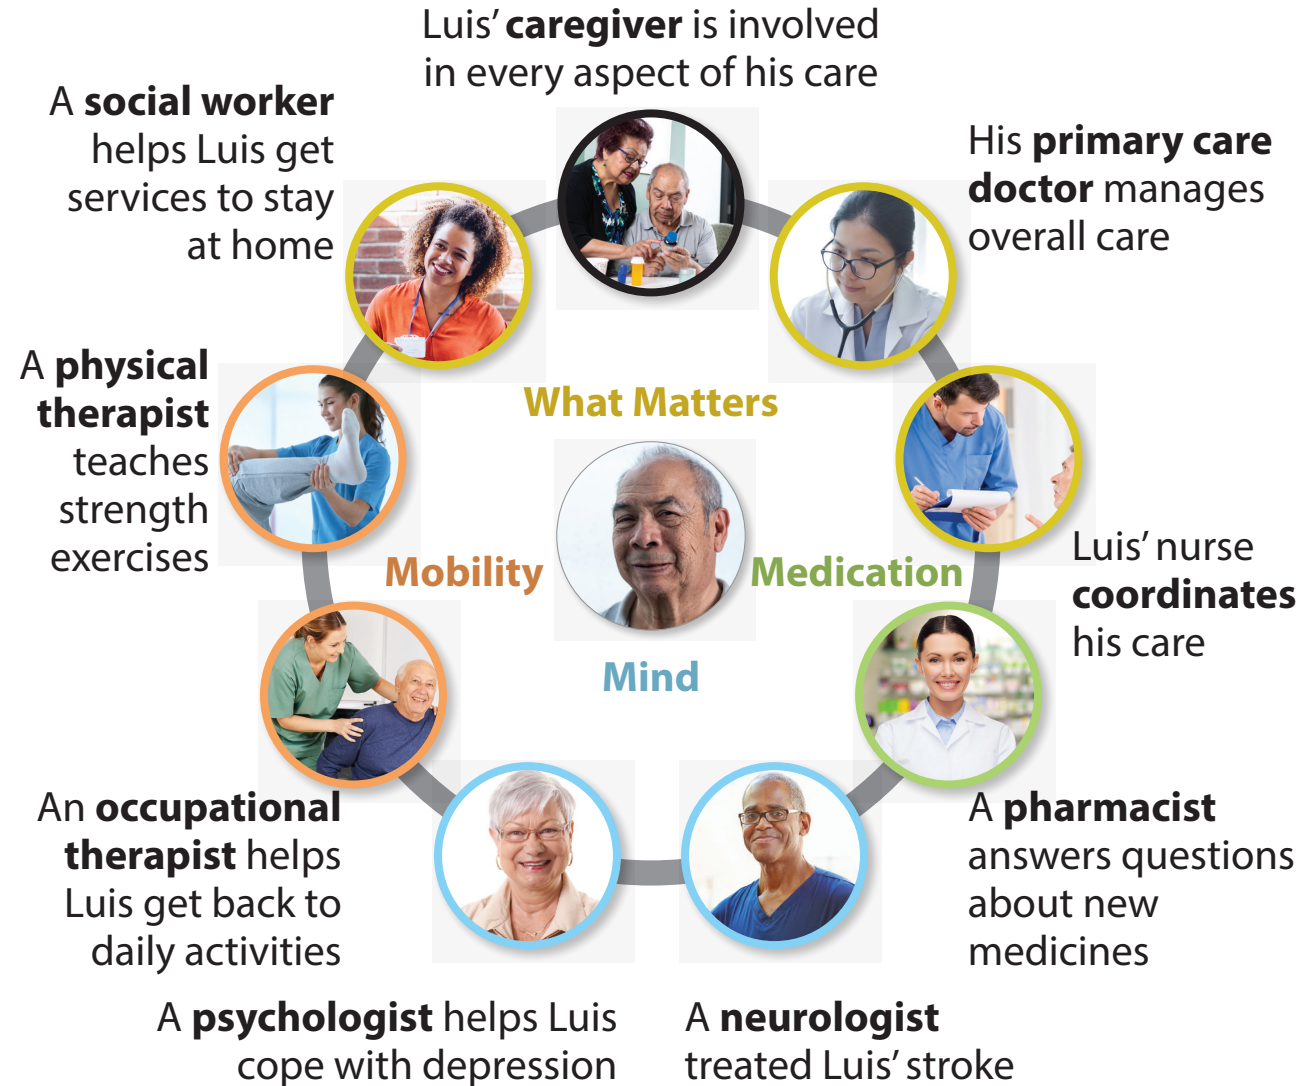 Luis’ caregiver is involved
in every aspect of his care
A social worker
helps Luis get
services to stay
at home
His primary care
doctor manages
overall care
What Matters
A physical
therapist
teaches
strength
exercises
Mobility
Medication
Luis’ nurse
coordinates
his care
Mind
An occupational
therapist helps
Luis get back to
daily activities
A pharmacist
answers questions
about new
medicines
A psychologist helps Luis
cope with depression
A neurologist
treated Luis’ stroke